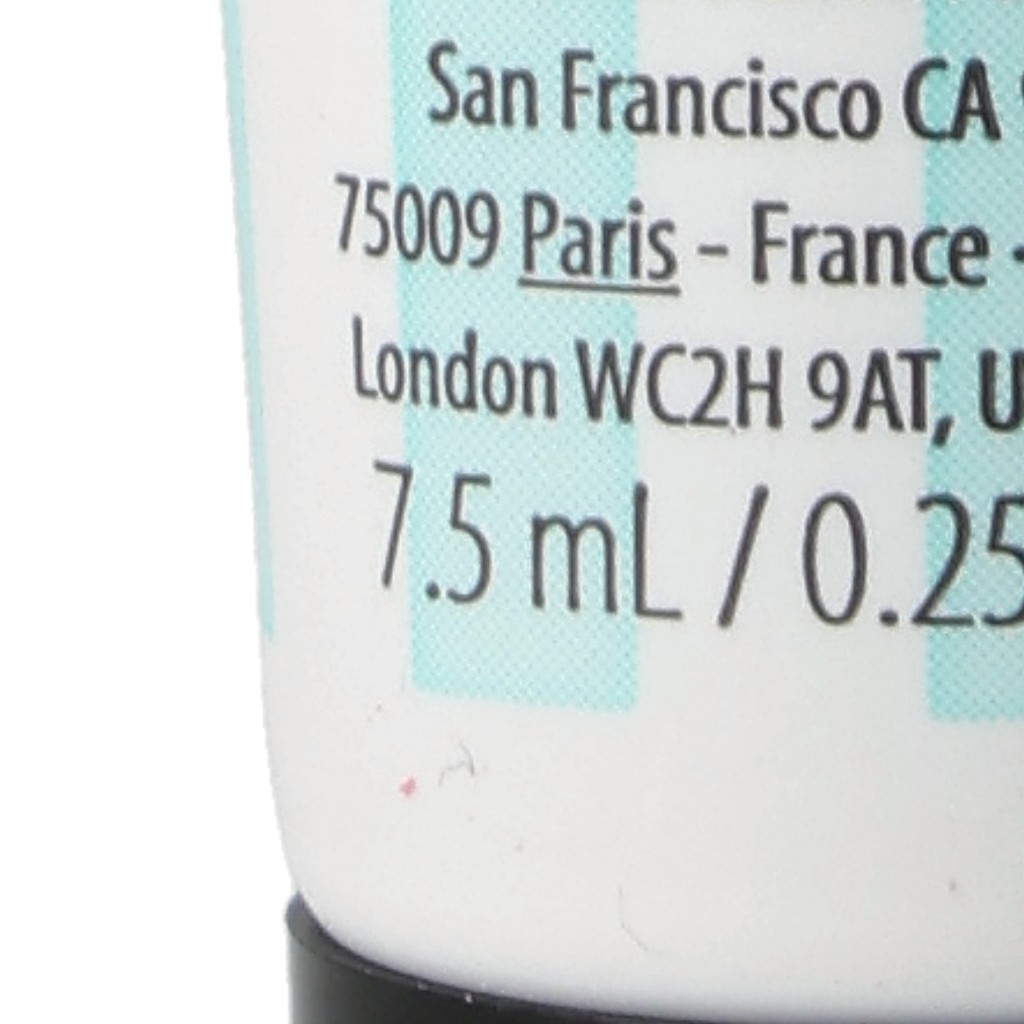 San Francisco CA
75009 Paris - France -
London WC2H 9AT, U
7.5 mL / 0.25